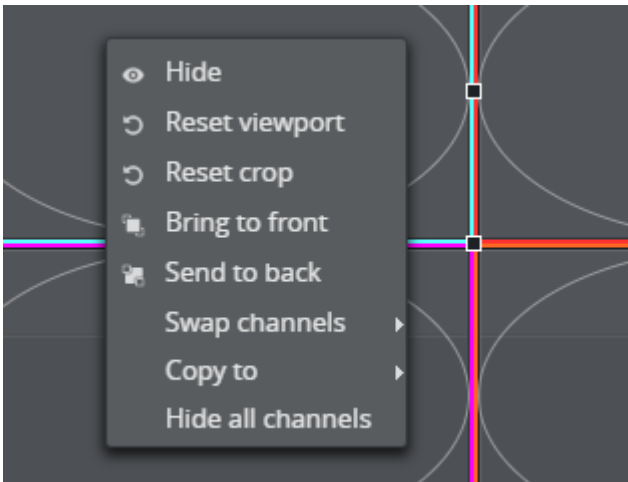 Hide
Reset viewport
Reset crop
Bring to front
Send to back
Swap channels
Copy to
Hide all channels